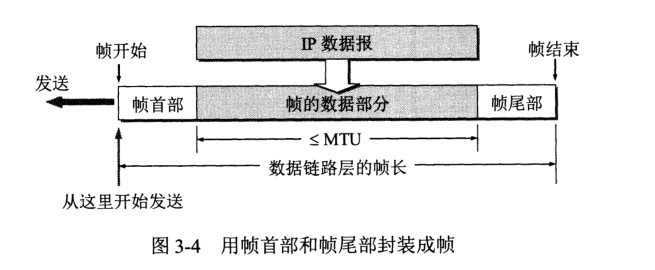 IP 数据报
帧开始
帧结束
发送
帧首部
帧的数据部分
帧尾部
≤ MTU
数据链路层的帧长
从这里开始发送
图 3-4 用帧首部和帧尾部封装成帧